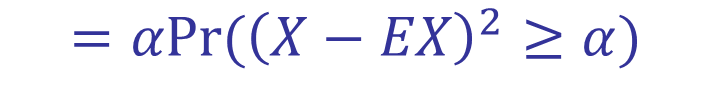 = αPr((X − EX)² ≥ α)